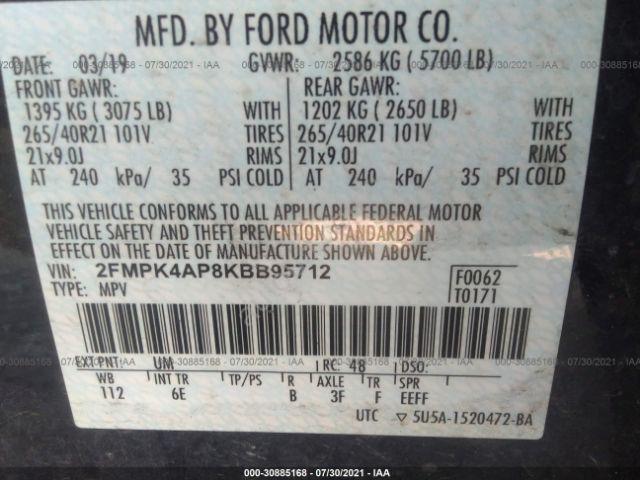 MFD. BY FORD MOTOR CO.
DATE: 03/19 GVWR: 2586 KG ( 5700 LB)
FRONT GAWR: REAR GAWR:
1395 KG ( 3075 LB) WITH 1202 KG ( 2650 LB) WITH
265/40R21 101V TIRES 265/40R21 101V TIRES
21x9.0J RIMS 21x9.0J RIMS
AT 240 kPa/ 35 PSI COLD AT 240 kPa/ 35 PSI COLD
THIS VEHICLE CONFORMS TO ALL APPLICABLE FEDERAL MOTOR
VEHICLE SAFETY AND THEFT PREVENTION STANDARDS IN
EFFECT ON THE DATE OF MANUFACTURE SHOWN ABOVE.
VIN: 2FMPK4AP8KBB95712 F0062
TYPE: MPV T0171
EXT PNT: UM RC: 48 DSO:
WB INT TR TP/PS R AXLE TR SPR
112 6E B 3F F EEFF
UTC ▽ 5U5A-1520472-BA
000-30885168 - 07/30/2021 - IAA